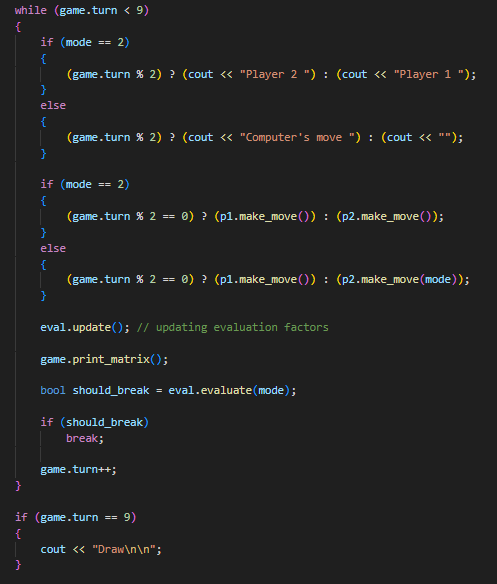 while (game.turn < 9)
{
    if (mode == 2)
    {
        (game.turn % 2) ? (cout << "Player 2 ") : (cout << "Player 1 ");
    }
    else
    {
        (game.turn % 2) ? (cout << "Computer's move ") : (cout << "");
    }

    if (mode == 2)
    {
        (game.turn % 2 == 0) ? (p1.make_move()) : (p2.make_move());
    }
    else
    {
        (game.turn % 2 == 0) ? (p1.make_move()) : (p2.make_move(mode));
    }

    eval.update(); // updating evaluation factors

    game.print_matrix();

    bool should_break = eval.evaluate(mode);

    if (should_break)
        break;

    game.turn++;
}

if (game.turn == 9)
{
    cout << "Draw\n\n";
}